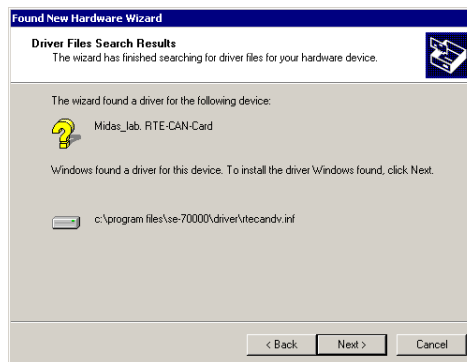 Found New Hardware Wizard
Driver Files Search Results
The wizard has finished searching for driver files for your hardware device.
The wizard found a driver for the following device:
Midas_lab. RTE-CAN-Card
Windows found a driver for this device. To install the driver Windows found, click Next.
c:\program files\se-70000\driver\rtecandv.inf
< Back
Next >
Cancel